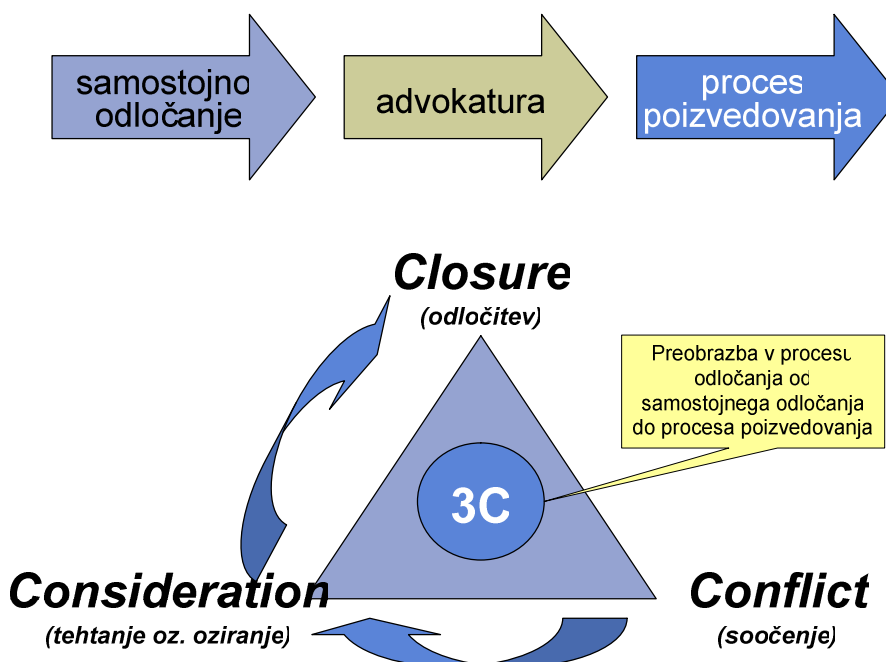 samostojno
odločanje
advokatura
proces
poizvedovanja
Closure
(odločitev)
Preobrazba v procesu
odločanja od
samostojnega odločanja
do procesa poizvedovanja
3C
Consideration
(tehtanje oz. oziranje)
Conflict
(soočenje)